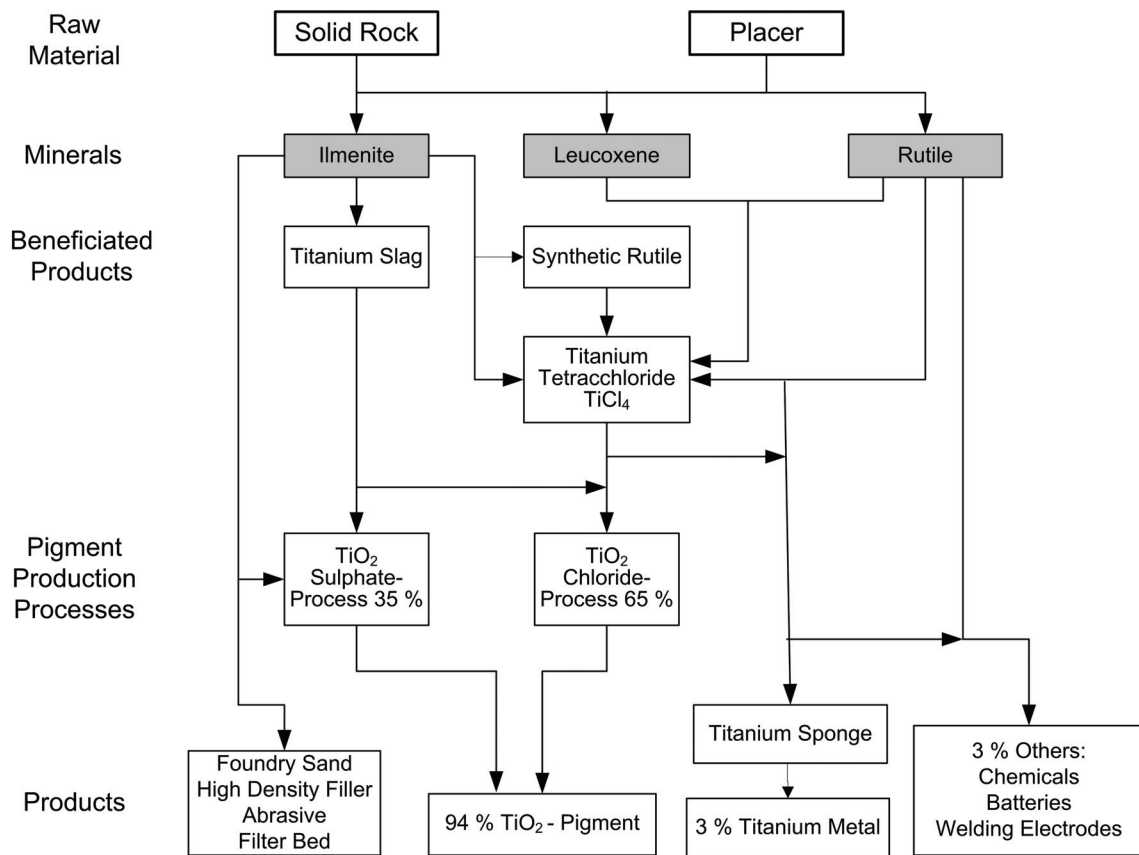 Raw
Material
Solid Rock
Placer
Minerals
Ilmenite
Leucoxene
Rutile
Beneficiated
Products
Titanium Slag
Synthetic Rutile
Titanium
Tetracchloride
TiCl₄
Pigment
Production
Processes
TiO₂
Sulphate-
Process 35 %
TiO₂
Chloride-
Process 65 %
Titanium Sponge
Products
Foundry Sand
High Density Filler
Abrasive
Filter Bed
94 % TiO₂ - Pigment
3 % Titanium Metal
3 % Others:
Chemicals
Batteries
Welding Electrodes